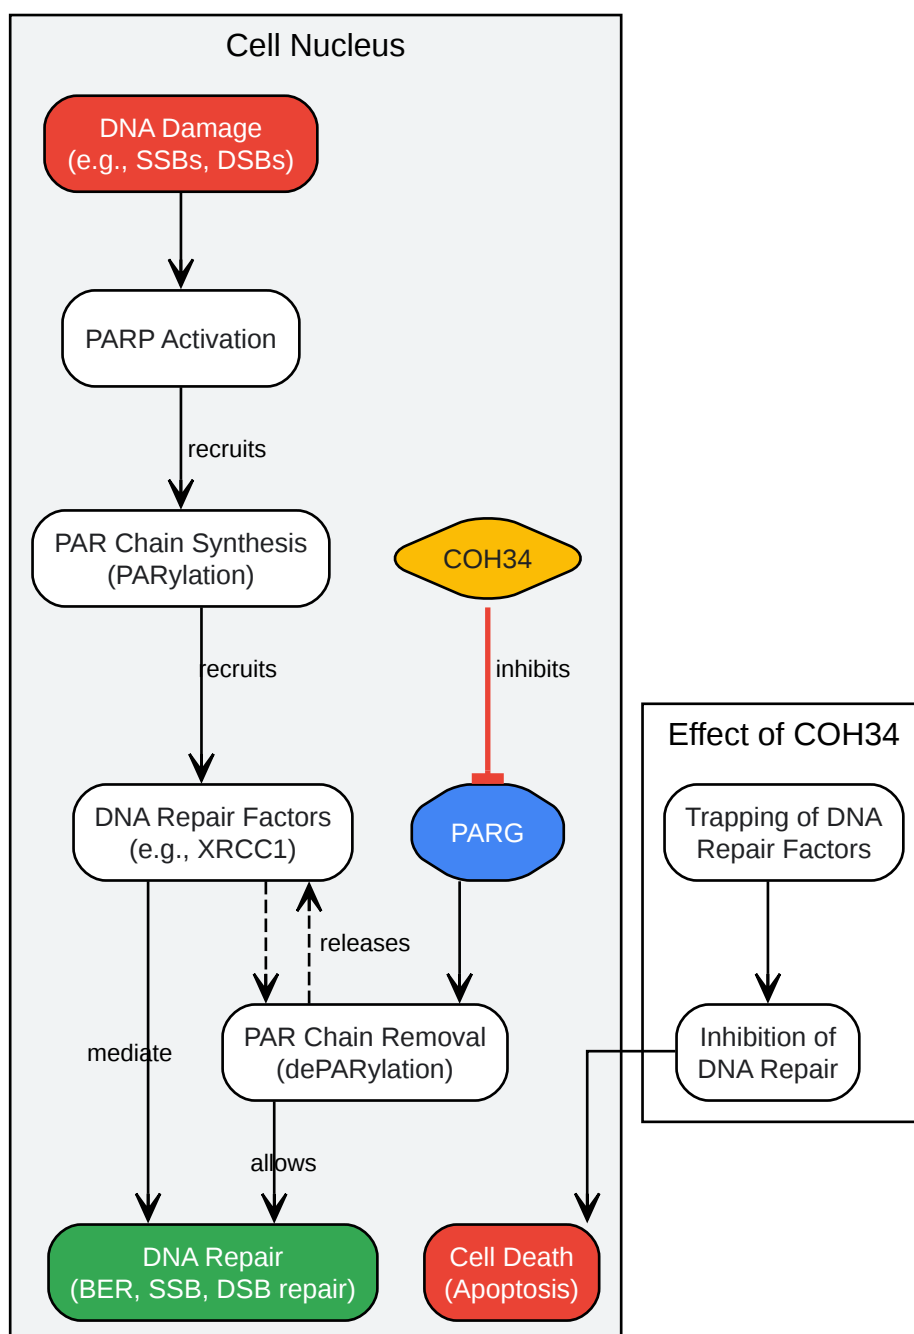 Cell Nucleus
DNA Damage
(e.g., SSBs, DSBs)
PARP Activation
recruits
PAR Chain Synthesis
(PARylation)
COH34
recruits
inhibits
Effect of COH34
DNA Repair Factors
(e.g., XRCC1)
PARG
Trapping of DNA
Repair Factors
releases
mediate
PAR Chain Removal
(dePARylation)
Inhibition of
DNA Repair
allows
DNA Repair
(BER, SSB, DSB repair)
Cell Death
(Apoptosis)